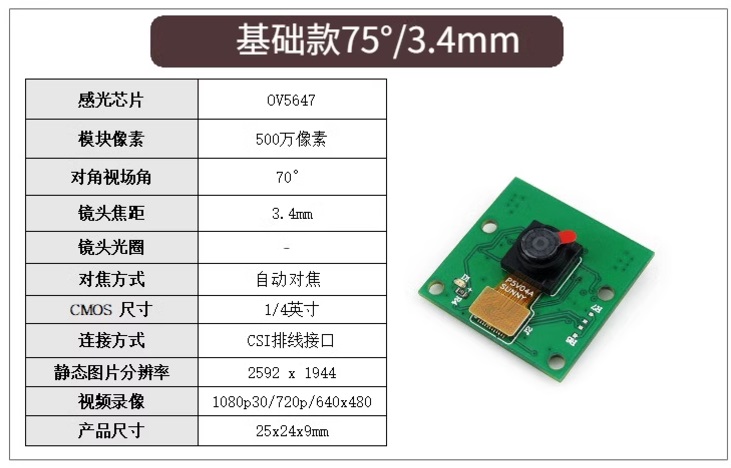 基础款75°/3.4mm
感光芯片 OV5647
模块像素 500万像素
对角视场角 70°
镜头焦距 3.4mm
镜头光圈 -
对焦方式 自动对焦
CMOS 尺寸 1/4英寸
连接方式 CSI排线接口
静态图片分辨率 2592 x 1944
视频录像 1080p30/720p/640x480
产品尺寸 25x24x9mm
P5V04A
SUNNY
R4
R7